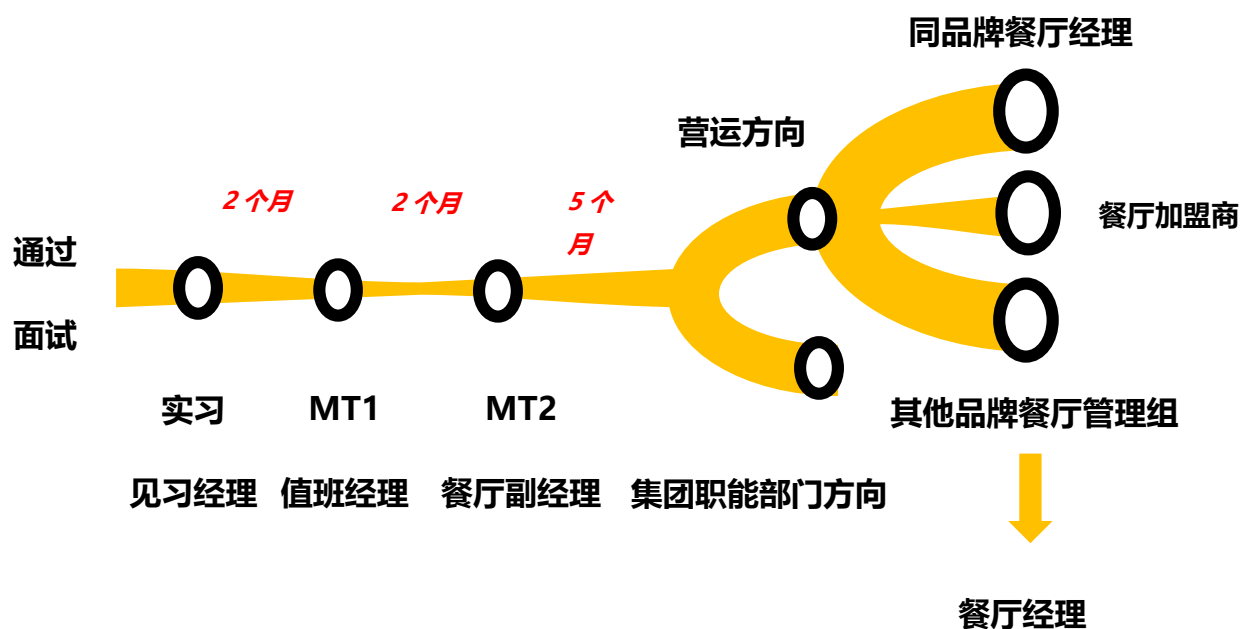 同品牌餐厅经理
营运方向
2个月
2个月
5个
月
餐厅加盟商
通过
面试
实习
MT1
MT2
其他品牌餐厅管理组
见习经理
值班经理
餐厅副经理
集团职能部门方向
餐厅经理